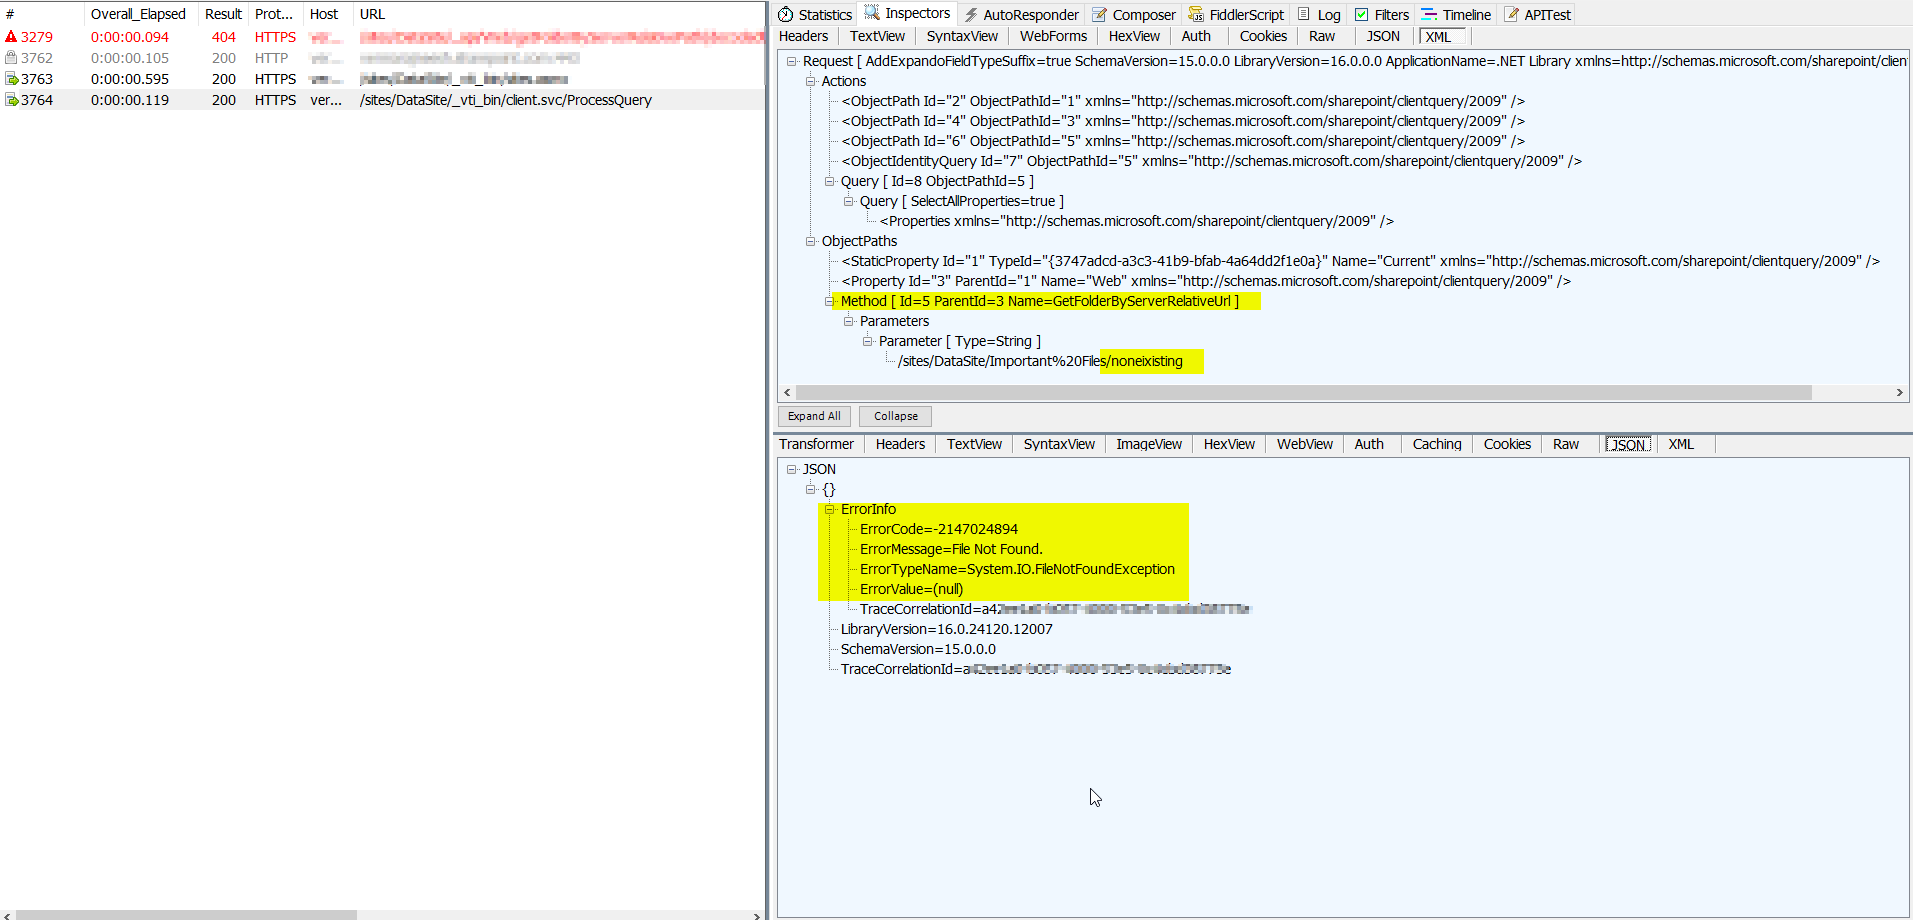 # Overall_Elapsed Result Prot... Host URL
3279 0:00:00.094 404 HTTPS
3762 0:00:00.105 200 HTTP
3763 0:00:00.595 200 HTTPS /sites/DataSite/_vti_bin/sites.asmx
3764 0:00:00.119 200 HTTPS ver... /sites/DataSite/_vti_bin/client.svc/ProcessQuery
Statistics Inspectors AutoResponder Composer FiddlerScript Log Filters Timeline APITest
Headers TextView SyntaxView WebForms HexView Auth Cookies Raw JSON XML
Request [ AddExpandoFieldTypeSuffix=true SchemaVersion=15.0.0.0 LibraryVersion=16.0.0.0 ApplicationName=.NET Library xmlns=http://schemas.microsoft.com/sharepoint/clien
Actions
<ObjectPath Id="2" ObjectPathId="1" xmlns="http://schemas.microsoft.com/sharepoint/clientquery/2009" />
<ObjectPath Id="4" ObjectPathId="3" xmlns="http://schemas.microsoft.com/sharepoint/clientquery/2009" />
<ObjectPath Id="6" ObjectPathId="5" xmlns="http://schemas.microsoft.com/sharepoint/clientquery/2009" />
<ObjectIdentityQuery Id="7" ObjectPathId="5" xmlns="http://schemas.microsoft.com/sharepoint/clientquery/2009" />
Query [ Id=8 ObjectPathId=5 ]
Query [ SelectAllProperties=true ]
<Properties xmlns="http://schemas.microsoft.com/sharepoint/clientquery/2009" />
ObjectPaths
<StaticProperty Id="1" TypeId="{3747adcd-a3c3-41b9-bfab-4a64dd2f1e0a}" Name="Current" xmlns="http://schemas.microsoft.com/sharepoint/clientquery/2009" />
<Property Id="3" ParentId="1" Name="Web" xmlns="http://schemas.microsoft.com/sharepoint/clientquery/2009" />
Method [ Id=5 ParentId=3 Name=GetFolderByServerRelativeUrl ]
Parameters
Parameter [ Type=String ]
/sites/DataSite/Important%20Files/noneixisting
Expand All Collapse
Transformer Headers TextView SyntaxView ImageView HexView WebView Auth Caching Cookies Raw JSON XML
JSON
{}
ErrorInfo
ErrorCode=-2147024894
ErrorMessage=File Not Found.
ErrorTypeName=System.IO.FileNotFoundException
ErrorValue=(null)
TraceCorrelationId=
LibraryVersion=16.0.24120.12007
SchemaVersion=15.0.0.0
TraceCorrelationId=